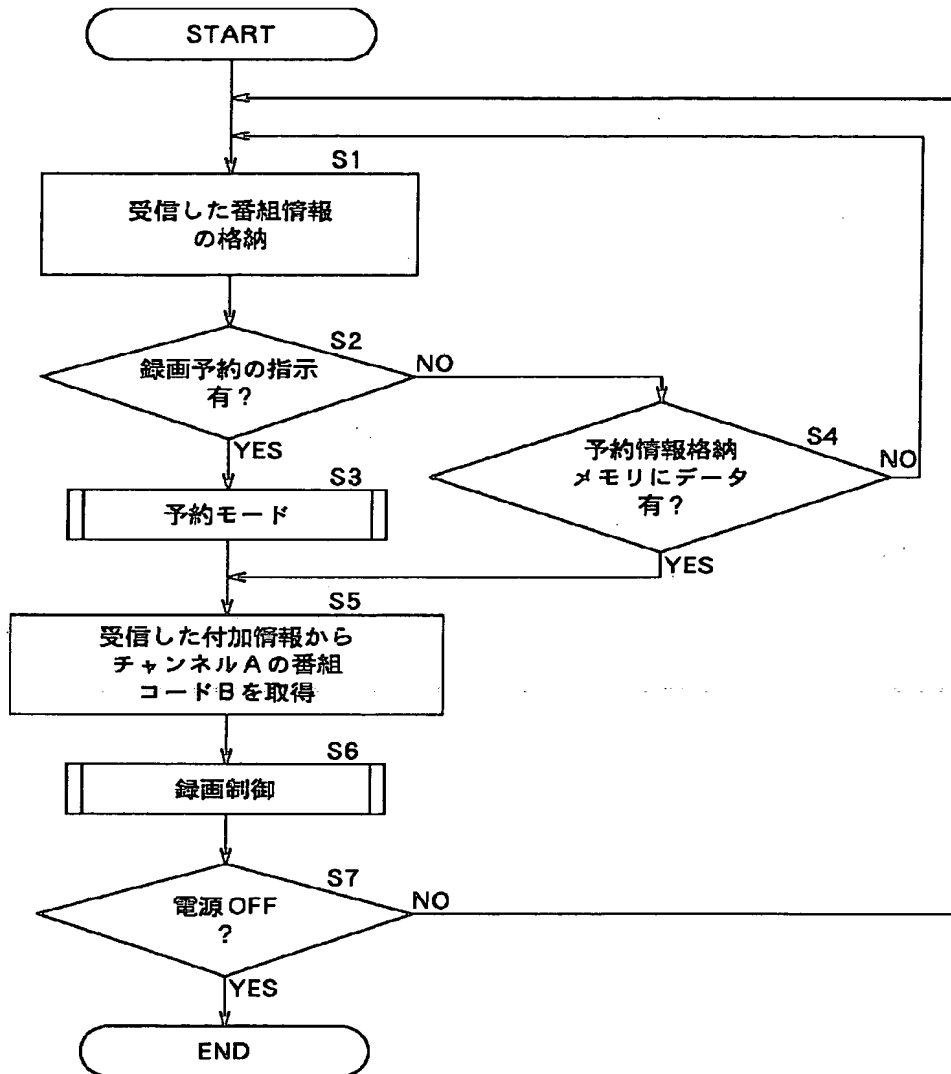 START
S1
受信した番組情報
の格納
S2
録画予約の指示
有?
NO
YES
S4
予約情報格納
メモリにデータ
有?
NO
YES
S3
予約モード
S5
受信した付加情報から
チャンネルAの番組
コードBを取得
S6
録画制御
S7
電源OFF
?
NO
YES
END